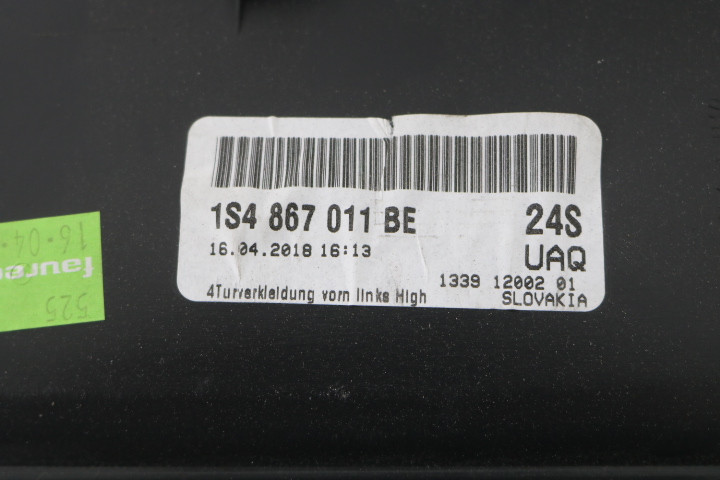 1S4 867 011 BE 24S
16.04.2018 16:13 UAQ
1339 12002 01
4Turverkleidung vorn links High SLOVAKIA
16.04.
525